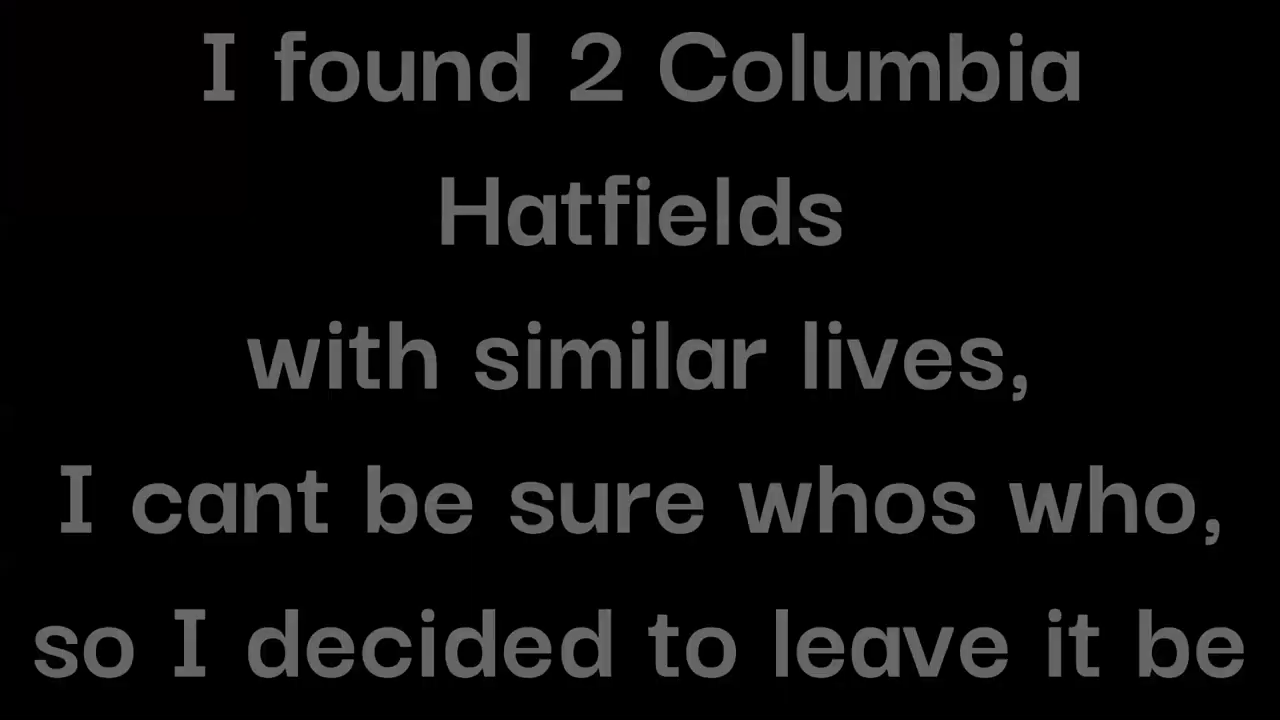 I found 2 Columbia
Hatfields
with similar lives,
I cant be sure whos who,
so I decided to leave it be